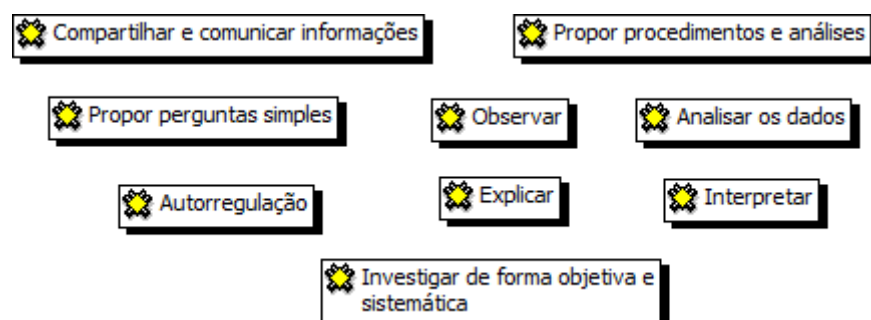 Compartilhar e comunicar informações
Propor procedimentos e análises
Propor perguntas simples
Observar
Analisar os dados
Autorregulação
Explicar
Interpretar
Investigar de forma objetiva e
sistemática